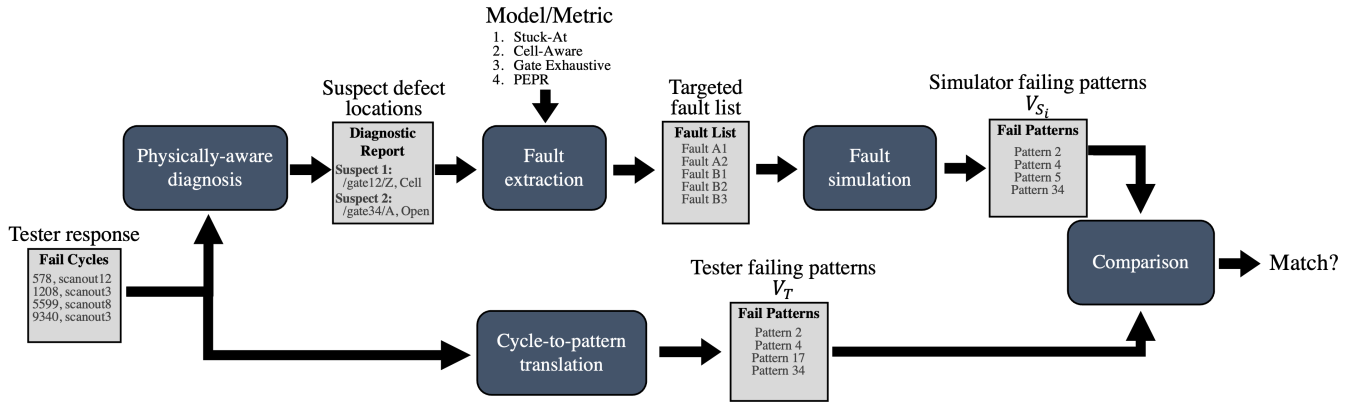 Model/Metric
1. Stuck-At
2. Cell-Aware
3. Gate Exhaustive
4. PEPR
Suspect defect
locations
Diagnostic
Report
Suspect 1:
/gate12/Z, Cell
Suspect 2:
/gate34/A, Open
Targeted
fault list
Fault List
Fault A1
Fault A2
Fault B1
Fault B2
Fault B3
Simulator failing patterns
V_{S_i}
Fail Patterns
Pattern 2
Pattern 4
Pattern 5
Pattern 34
Physically-aware
diagnosis
Fault
extraction
Fault
simulation
Tester response
Fail Cycles
578, scanout12
1208, scanout3
5599, scanout8
9340, scanout3
Comparison
Match?
Tester failing patterns
V_T
Fail Patterns
Pattern 2
Pattern 4
Pattern 17
Pattern 34
Cycle-to-pattern
translation